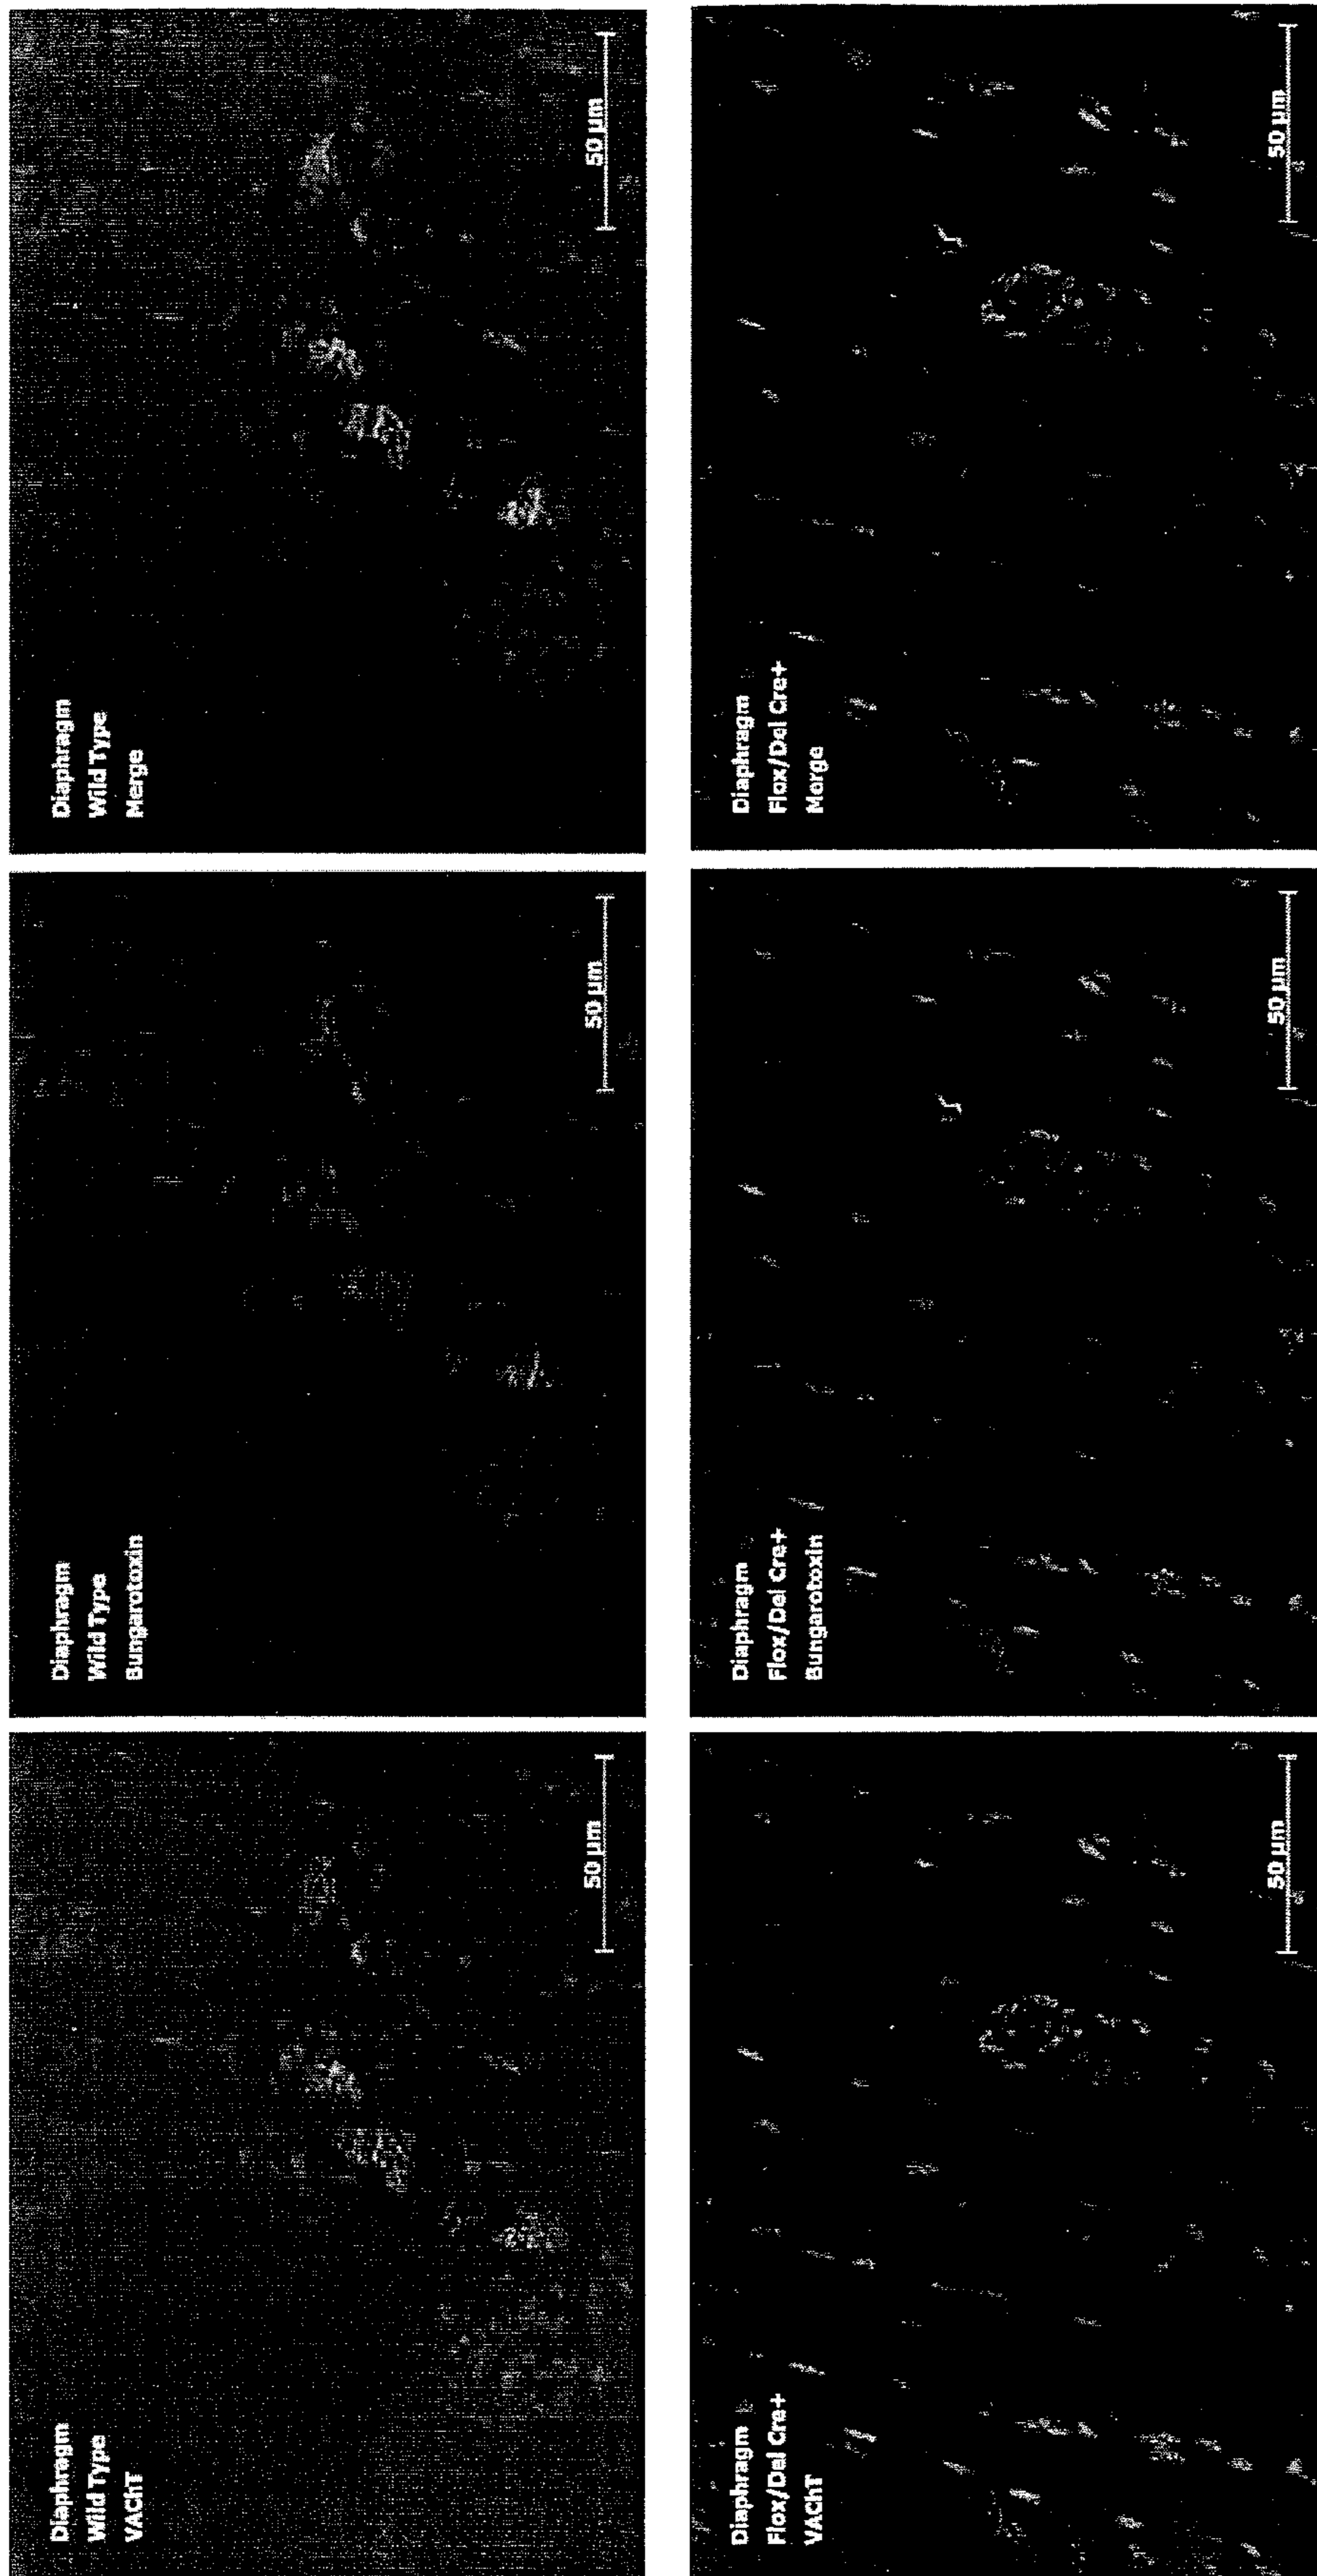 Diaphragm
Wild Type
VAChT
50 µm
Diaphragm
Wild Type
Bungarotoxin
50 µm
Diaphragm
Wild Type
Merge
50 µm
Diaphragm
Flox/Del Cre+
VAChT
50 µm
Diaphragm
Flox/Del Cre+
Bungarotoxin
50 µm
Diaphragm
Flox/Del Cre+
Merge
50 µm